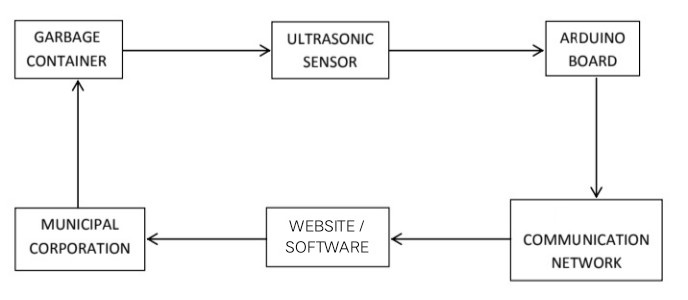 GARBAGE
CONTAINER
ULTRASONIC
SENSOR
ARDUINO
BOARD
MUNICIPAL
CORPORATION
WEBSITE /
SOFTWARE
COMMUNICATION
NETWORK